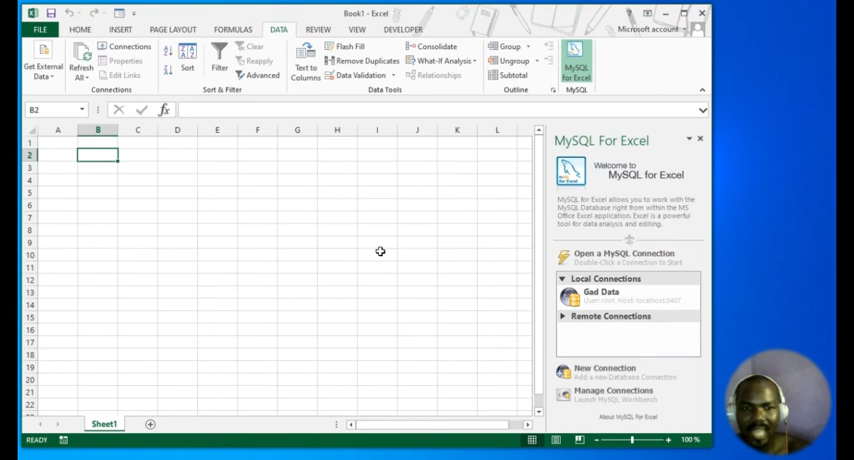 Book1 - Excel
FILE HOME INSERT PAGE LAYOUT FORMULAS DATA REVIEW VIEW DEVELOPER Microsoft account
Get External Data
Refresh All
Connections
Properties
Edit Links
Connections
Sort
Filter
Clear
Reapply
Advanced
Sort & Filter
Text to Columns
Flash Fill
Remove Duplicates
Data Validation
Consolidate
What-If Analysis
Relationships
Data Tools
Group
Ungroup
Subtotal
Outline
MySQL for Excel
MySQL
B2
fx
A B C D E F G H I J K L
1
2
3
4
5
6
7
8
9
10
11
12
13
14
15
16
17
18
19
20
21
22
MySQL For Excel
Welcome to
MySQL for Excel
MySQL for Excel allows you to work with the
MySQL Database right from within the MS
Office Excel application. Excel is a powerful
tool for data analysis and editing.
Open a MySQL Connection
Double-Click a Connection to Start
Local Connections
Gad Data
User: root, Host: localhost:3407
Remote Connections
New Connection
Add a new Database Connection
Manage Connections
Launch MySQL Workbench
About MySQL For Excel
Sheet1
READY
100 %